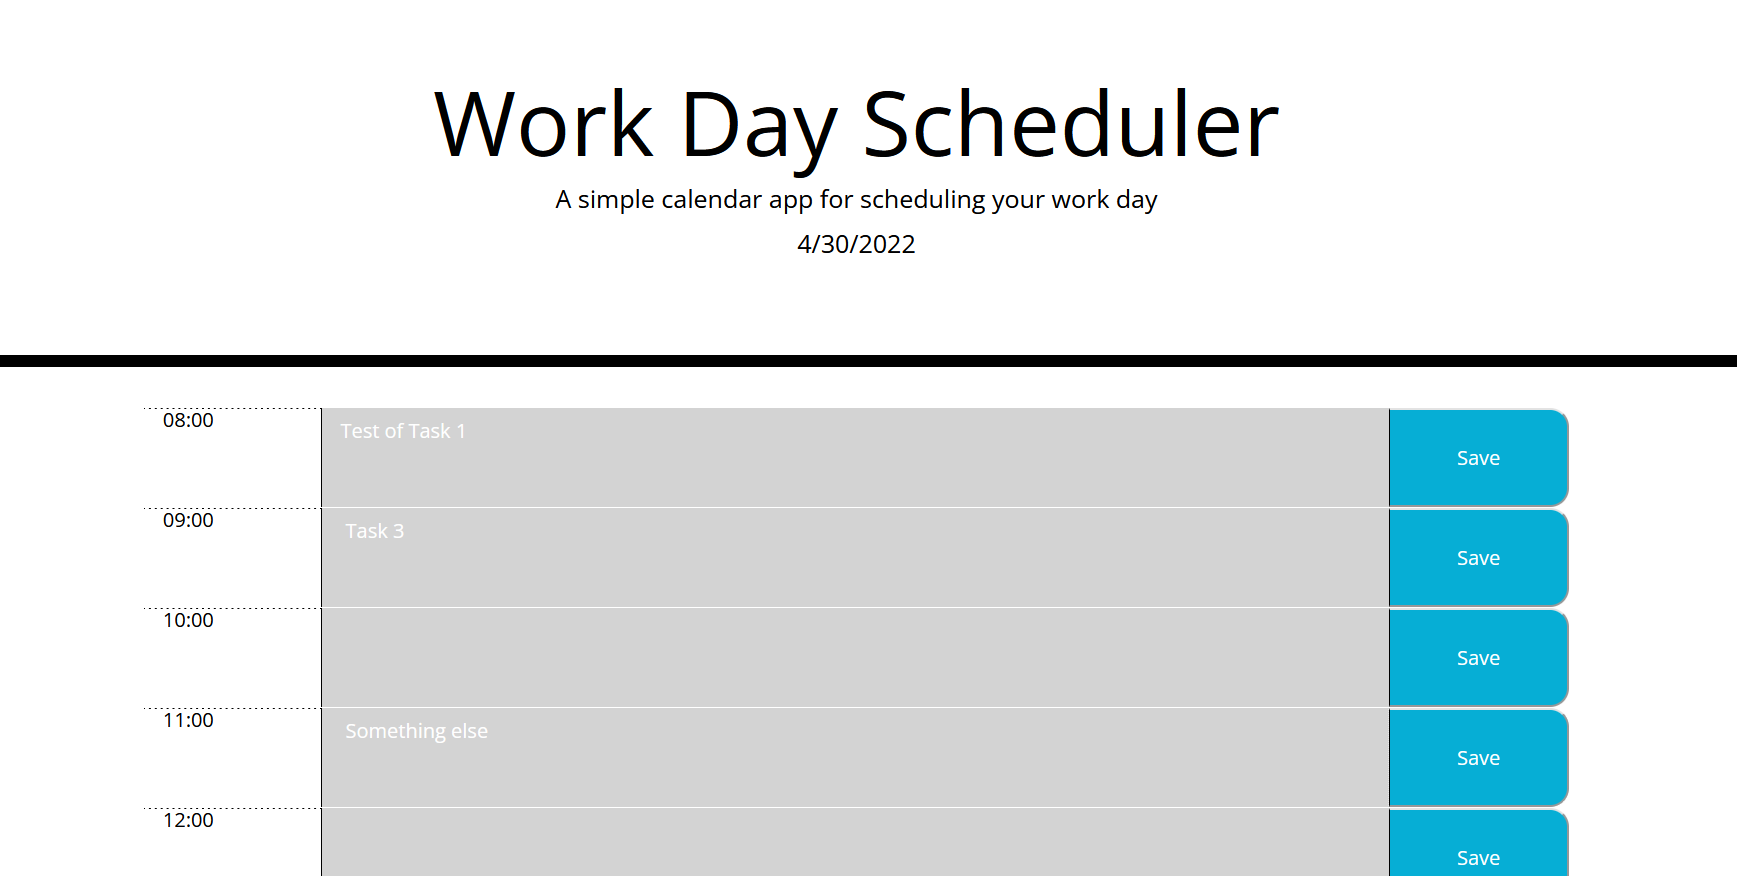 Work Day Scheduler
A simple calendar app for scheduling your work day
4/30/2022
08:00 Test of Task 1 Save
09:00 Task 3 Save
10:00 Save
11:00 Something else Save
12:00 Save